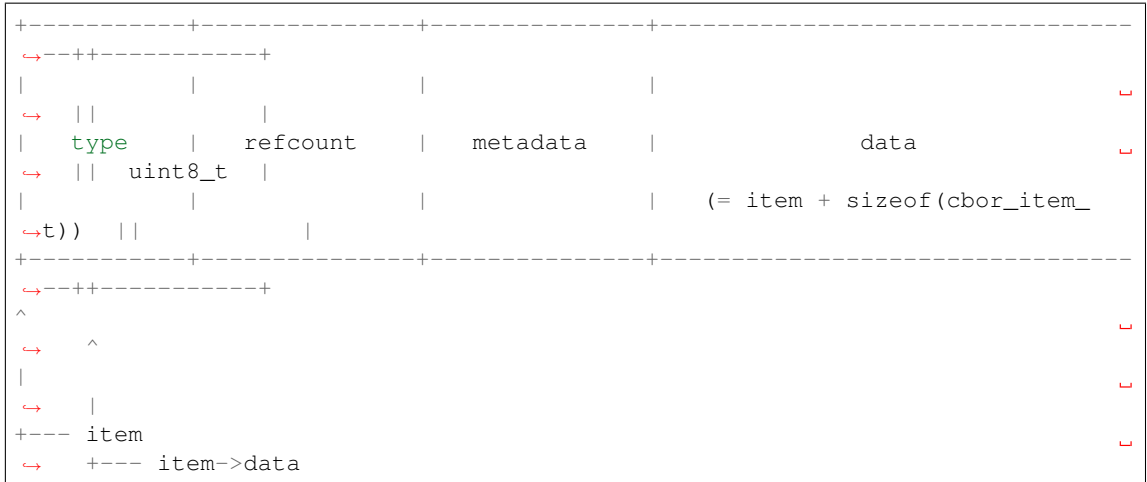 +-----------+---------------+---------------+--------------------------------
↪---++-----------+
|           |               |               |                               ␣
↪   ||           |
|   type    |   refcount    |   metadata    |              data             ␣
↪   ||  uint8_t  |
|           |               |               |   (= item + sizeof(cbor_item_
↪t))  ||           |
+-----------+---------------+---------------+--------------------------------
↪--++-----------+
^                                                                           ␣
↪    ^
|                                                                           ␣
↪    |
+--- item                                                                   ␣
↪    +--- item->data